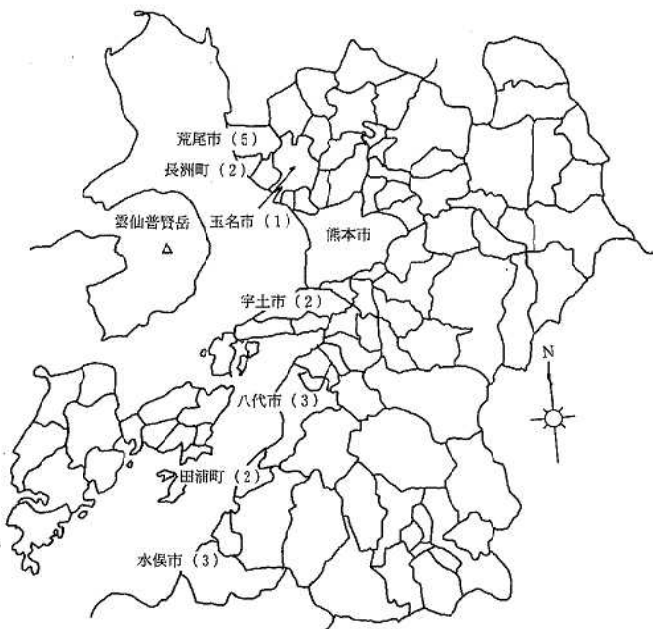 荒尾市 (5)
長洲町 (2)
雲仙普賢岳
玉名市 (1)
熊本市
宇土市 (2)
N
八代市 (3)
田浦町 (2)
水俣市 (3)